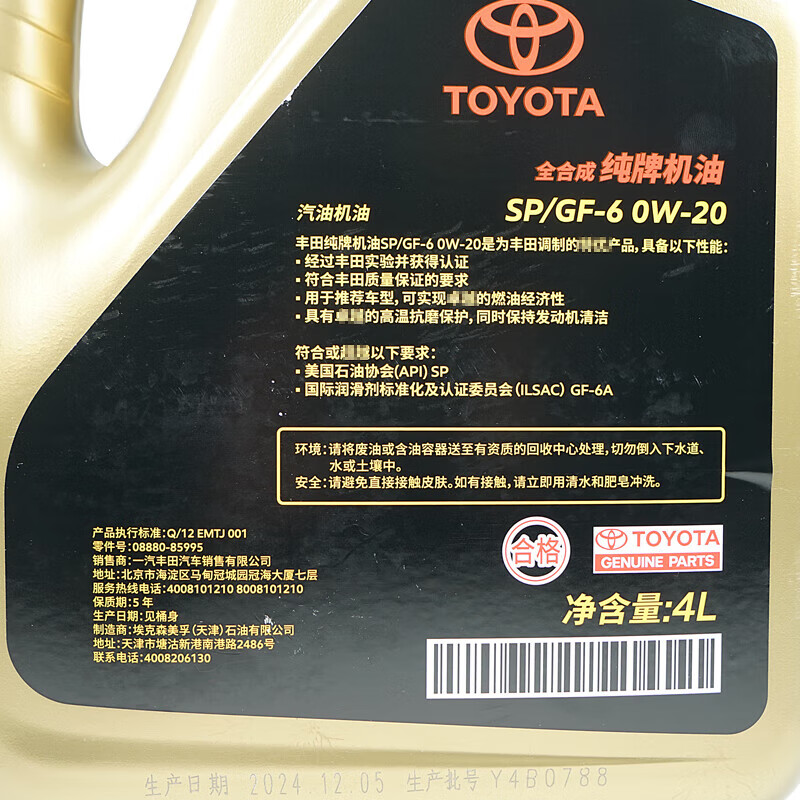 TOYOTA
全合成 纯牌机油
汽油机油 SP/GF-6 0W-20
丰田纯牌机油SP/GF-6 0W-20是为丰田调制的产品,具备以下性能:
▪ 经过丰田实验并获得认证
▪ 符合丰田质量保证的要求
▪ 用于推荐车型,可实现的燃油经济性
▪ 具有的高温抗磨保护,同时保持发动机清洁
符合或以下要求:
▪ 美国石油协会(API) SP
▪ 国际润滑剂标准化及认证委员会(ILSAC) GF-6A
环境:请将废油或含油容器送至有资质的回收中心处理,切勿倒入下水道、
水或土壤中。
安全:请避免直接接触皮肤。如有接触,请立即用清水和肥皂冲洗。
产品执行标准:Q/12 EMTJ 001
零件号:08880-85995
销售商:一汽丰田汽车销售有限公司
地址:北京市海淀区马甸冠城园冠海大厦七层
服务热线电话:4008101210 8008101210
保质期:5 年
生产日期:见桶身
制造商:埃克森美孚(天津)石油有限公司
地址:天津市塘沽新港南港路2486号
联系电话:4008206130
合格
TOYOTA
GENUINE PARTS
净含量:4L
生产日期 2024.12.05 生产批号 Y4B0788